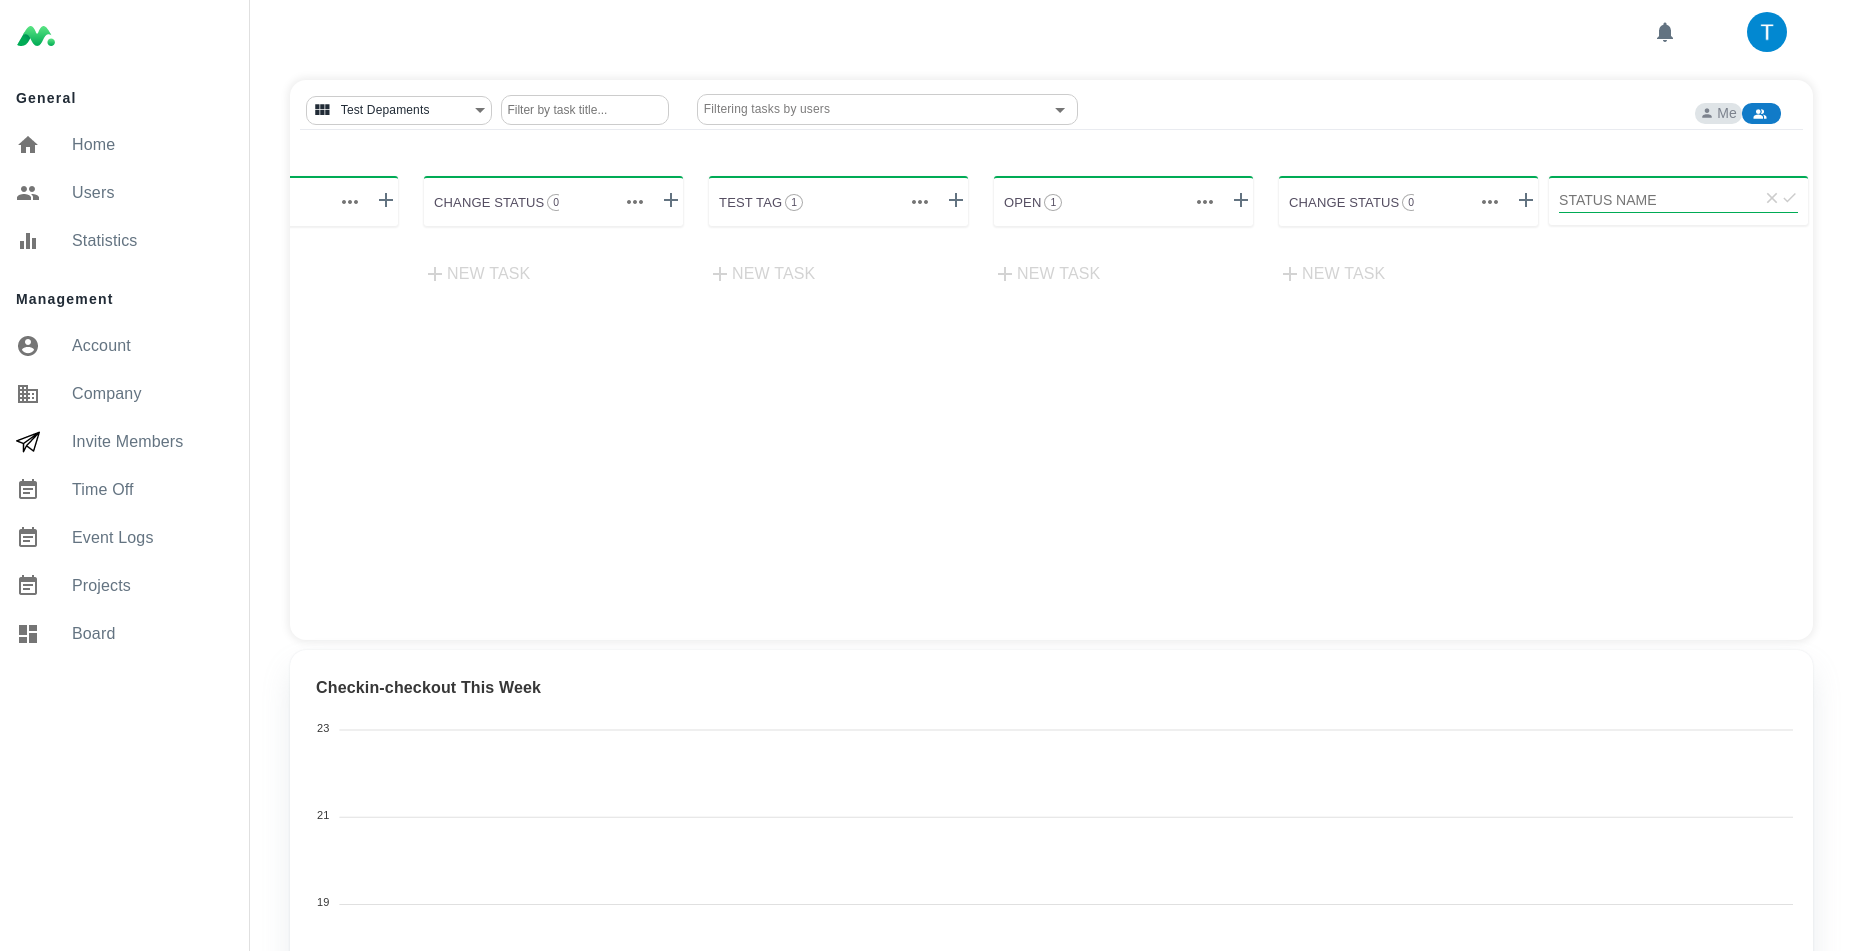 T
General
Home
Users
Statistics
Management
Account
Company
Invite Members
Time Off
Event Logs
Projects
Board
Test Depaments
Filter by task title...
Filtering tasks by users
Me
CHANGE STATUS 0
TEST TAG 1
OPEN 1
CHANGE STATUS 0
STATUS NAME
NEW TASK
NEW TASK
NEW TASK
NEW TASK
Checkin-checkout This Week
23
21
19